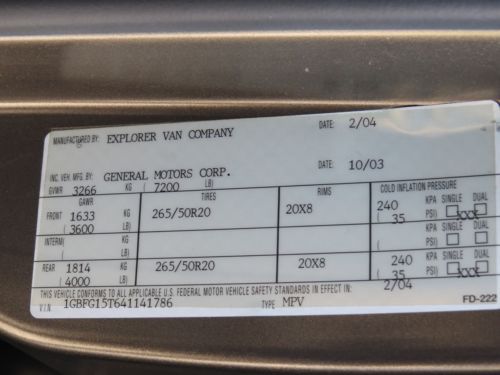 MANUFACTURED BY: EXPLORER VAN COMPANY DATE: 2/04
INC. VEH. MFG. BY: GENERAL MOTORS CORP. DATE: 10/03
GVWR 3266 KG ( 7200 LB)
GAWR TIRES RIMS COLD INFLATION PRESSURE
FRONT 1633 KG 265/50R20 20X8 240 KPA SINGLE DUAL
( 3600 LB) ( 35 PSI) XXX
INTERM KG KPA SINGLE DUAL
( LB) ( PSI)
REAR 1814 KG 265/50R20 20X8 240 KPA SINGLE DUAL
( 4000 LB) ( 35 PSI) XXX
THIS VEHICLE CONFORMS TO ALL APPLICABLE U.S. FEDERAL MOTOR VEHICLE SAFETY STANDARDS IN EFFECT IN: 2/04
V.I.N. 1GBFG15T641141786 TYPE MPV FD-222